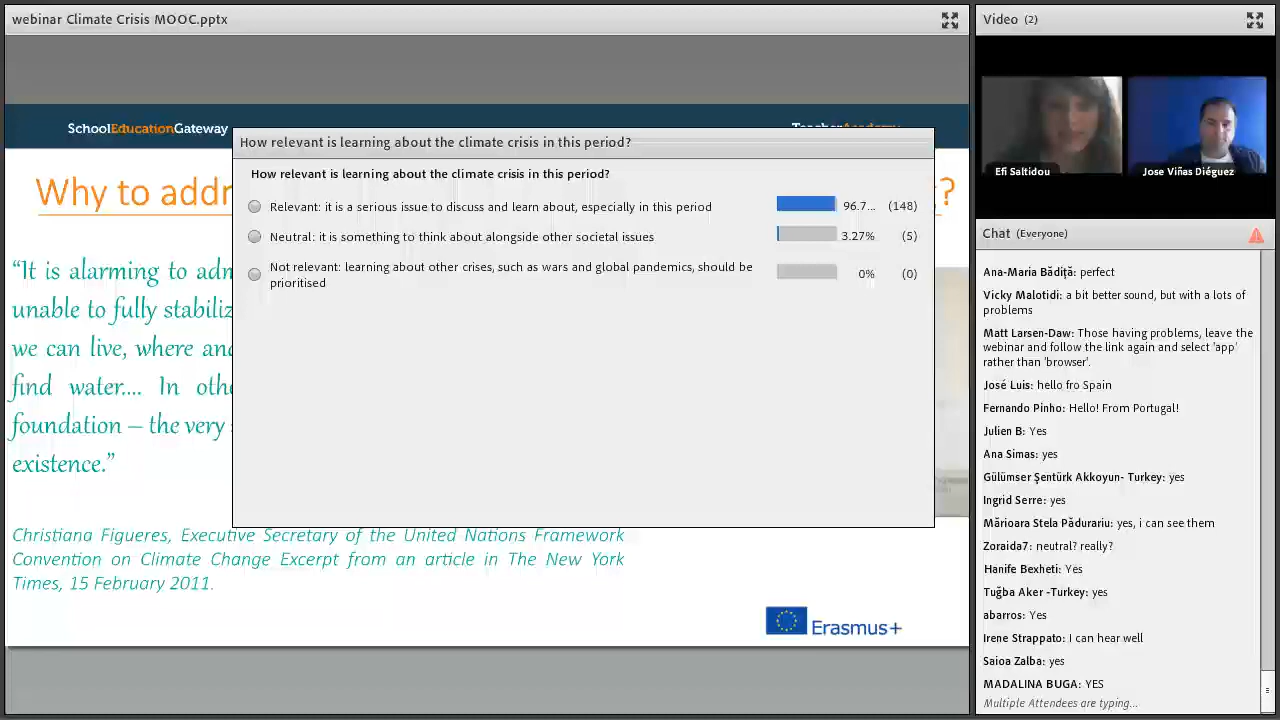 webinar Climate Crisis MOOC.pptx
SchoolEducationGateway
How relevant is learning about the climate crisis in this period?
How relevant is learning about the climate crisis in this period?
Relevant: it is a serious issue to discuss and learn about, especially in this period 96.7... (148)
Neutral: it is something to think about alongside other societal issues 3.27% (5)
Not relevant: learning about other crises, such as wars and global pandemics, should be
prioritised 0% (0)
Why to addr ?
“It is alarming to adm
unable to fully stabiliz
we can live, where and
find water.... In othe
foundation – the very
existence.”
Christiana Figueres, Executive Secretary of the United Nations Framework
Convention on Climate Change Excerpt from an article in The New York
Times, 15 February 2011.
Erasmus+
Video (2)
Efi Saltidou
Jose Viñas Diéguez
Chat (Everyone)
Ana-Maria Bădiță: perfect
Vicky Malotidi: a bit better sound, but with a lots of
problems
Matt Larsen-Daw: Those having problems, leave the
webinar and follow the link again and select 'app'
rather than 'browser'.
José Luis: hello fro Spain
Fernando Pinho: Hello! From Portugal!
Julien B: Yes
Ana Simas: yes
Gülümser Şentürk Akkoyun- Turkey: yes
Ingrid Serre: yes
Mărioara Stela Pădurariu: yes, i can see them
Zoraida7: neutral? really?
Hanife Bexheti: Yes
Tuğba Aker -Turkey: yes
abarros: Yes
Irene Strappato: I can hear well
Saioa Zalba: yes
MADALINA BUGA: YES
Multiple Attendees are typing...